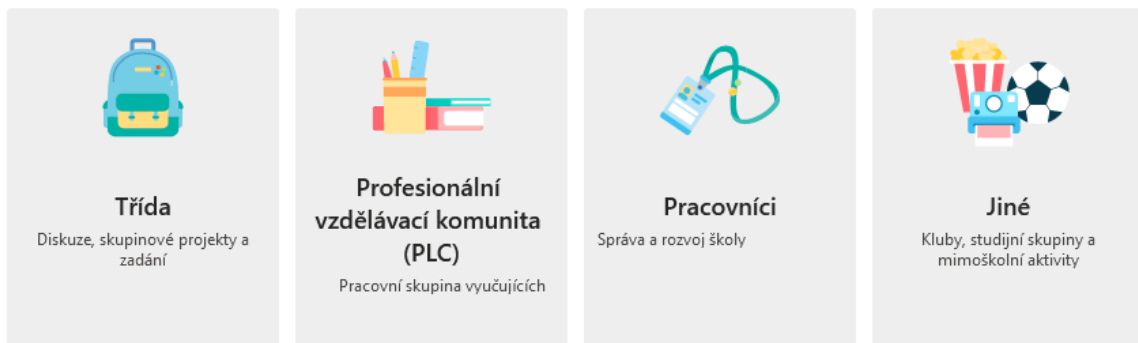 Třída
Diskuze, skupinové projekty a
zadání
Profesionální
vzdělávací komunita
(PLC)
Pracovní skupina vyučujících
Pracovníci
Správa a rozvoj školy
Jiné
Kluby, studijní skupiny a
mimoškolní aktivity